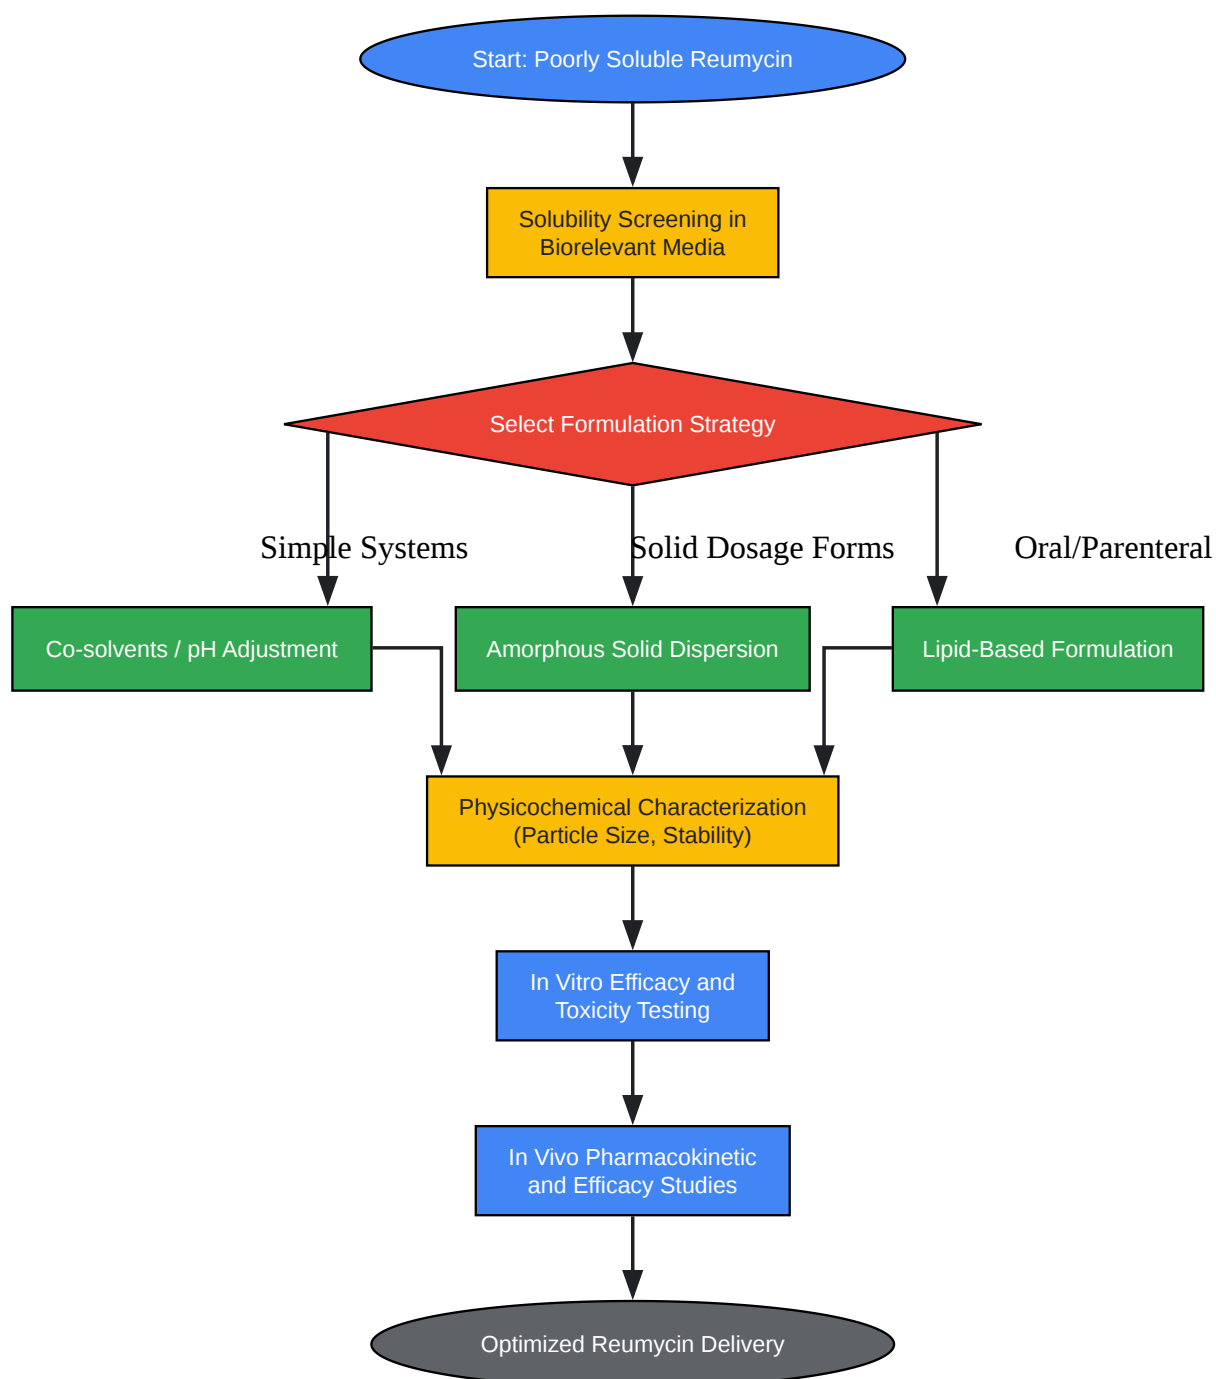 Start: Poorly Soluble Reumycin
Solubility Screening in
Biorelevant Media
Select Formulation Strategy
Simple Systems
Solid Dosage Forms
Oral/Parenteral
Co-solvents / pH Adjustment
Amorphous Solid Dispersion
Lipid-Based Formulation
Physicochemical Characterization
(Particle Size, Stability)
In Vitro Efficacy and
Toxicity Testing
In Vivo Pharmacokinetic
and Efficacy Studies
Optimized Reumycin Delivery